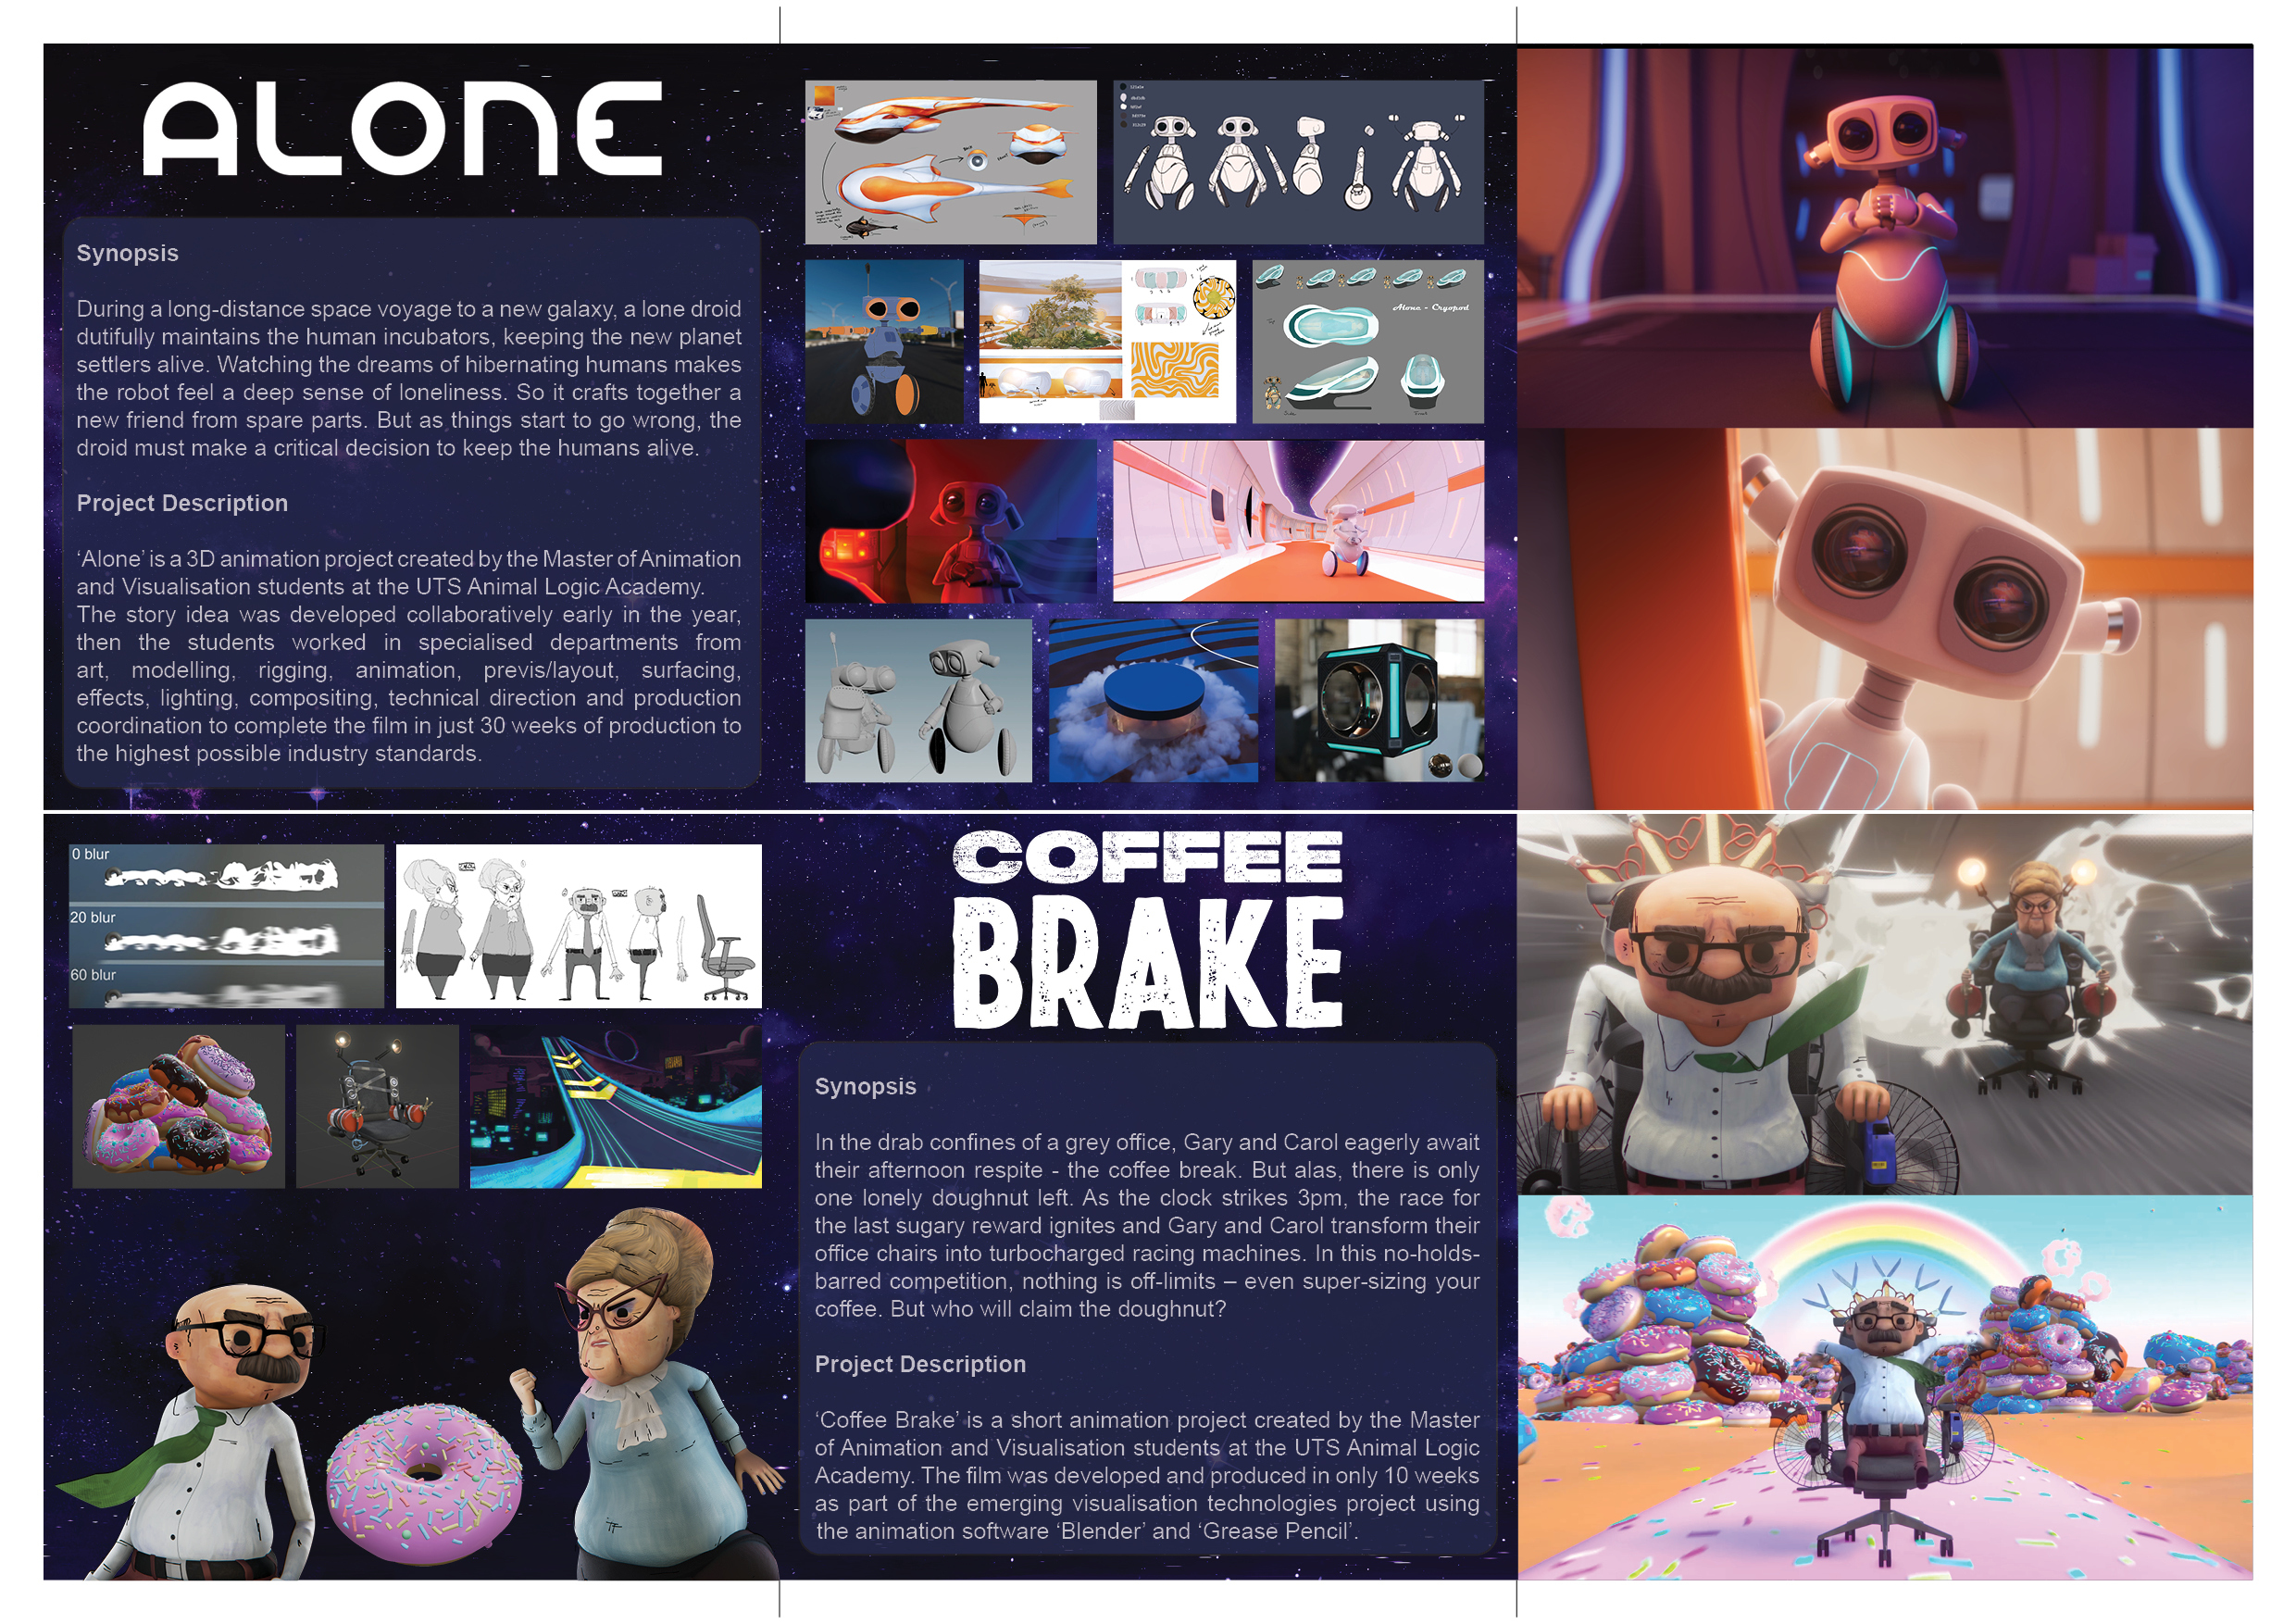 ALONE
Synopsis
During a long-distance space voyage to a new galaxy, a lone droid
dutifully maintains the human incubators, keeping the new planet
settlers alive. Watching the dreams of hibernating humans makes
the robot feel a deep sense of loneliness. So it crafts together a
new friend from spare parts. But as things start to go wrong, the
droid must make a critical decision to keep the humans alive.
Project Description
‘Alone’ is a 3D animation project created by the Master of Animation
and Visualisation students at the UTS Animal Logic Academy.
The story idea was developed collaboratively early in the year,
then the students worked in specialised departments from
art, modelling, rigging, animation, previs/layout, surfacing,
effects, lighting, compositing, technical direction and production
coordination to complete the film in just 30 weeks of production to
the highest possible industry standards.
Alone - Cryopod
0 blur
20 blur
60 blur
COFFEE
BRAKE
Synopsis
In the drab confines of a grey office, Gary and Carol eagerly await
their afternoon respite - the coffee break. But alas, there is only
one lonely doughnut left. As the clock strikes 3pm, the race for
the last sugary reward ignites and Gary and Carol transform their
office chairs into turbocharged racing machines. In this no-holds-
barred competition, nothing is off-limits – even super-sizing your
coffee. But who will claim the doughnut?
Project Description
‘Coffee Brake’ is a short animation project created by the Master
of Animation and Visualisation students at the UTS Animal Logic
Academy. The film was developed and produced in only 10 weeks
as part of the emerging visualisation technologies project using
the animation software ‘Blender’ and ‘Grease Pencil’.